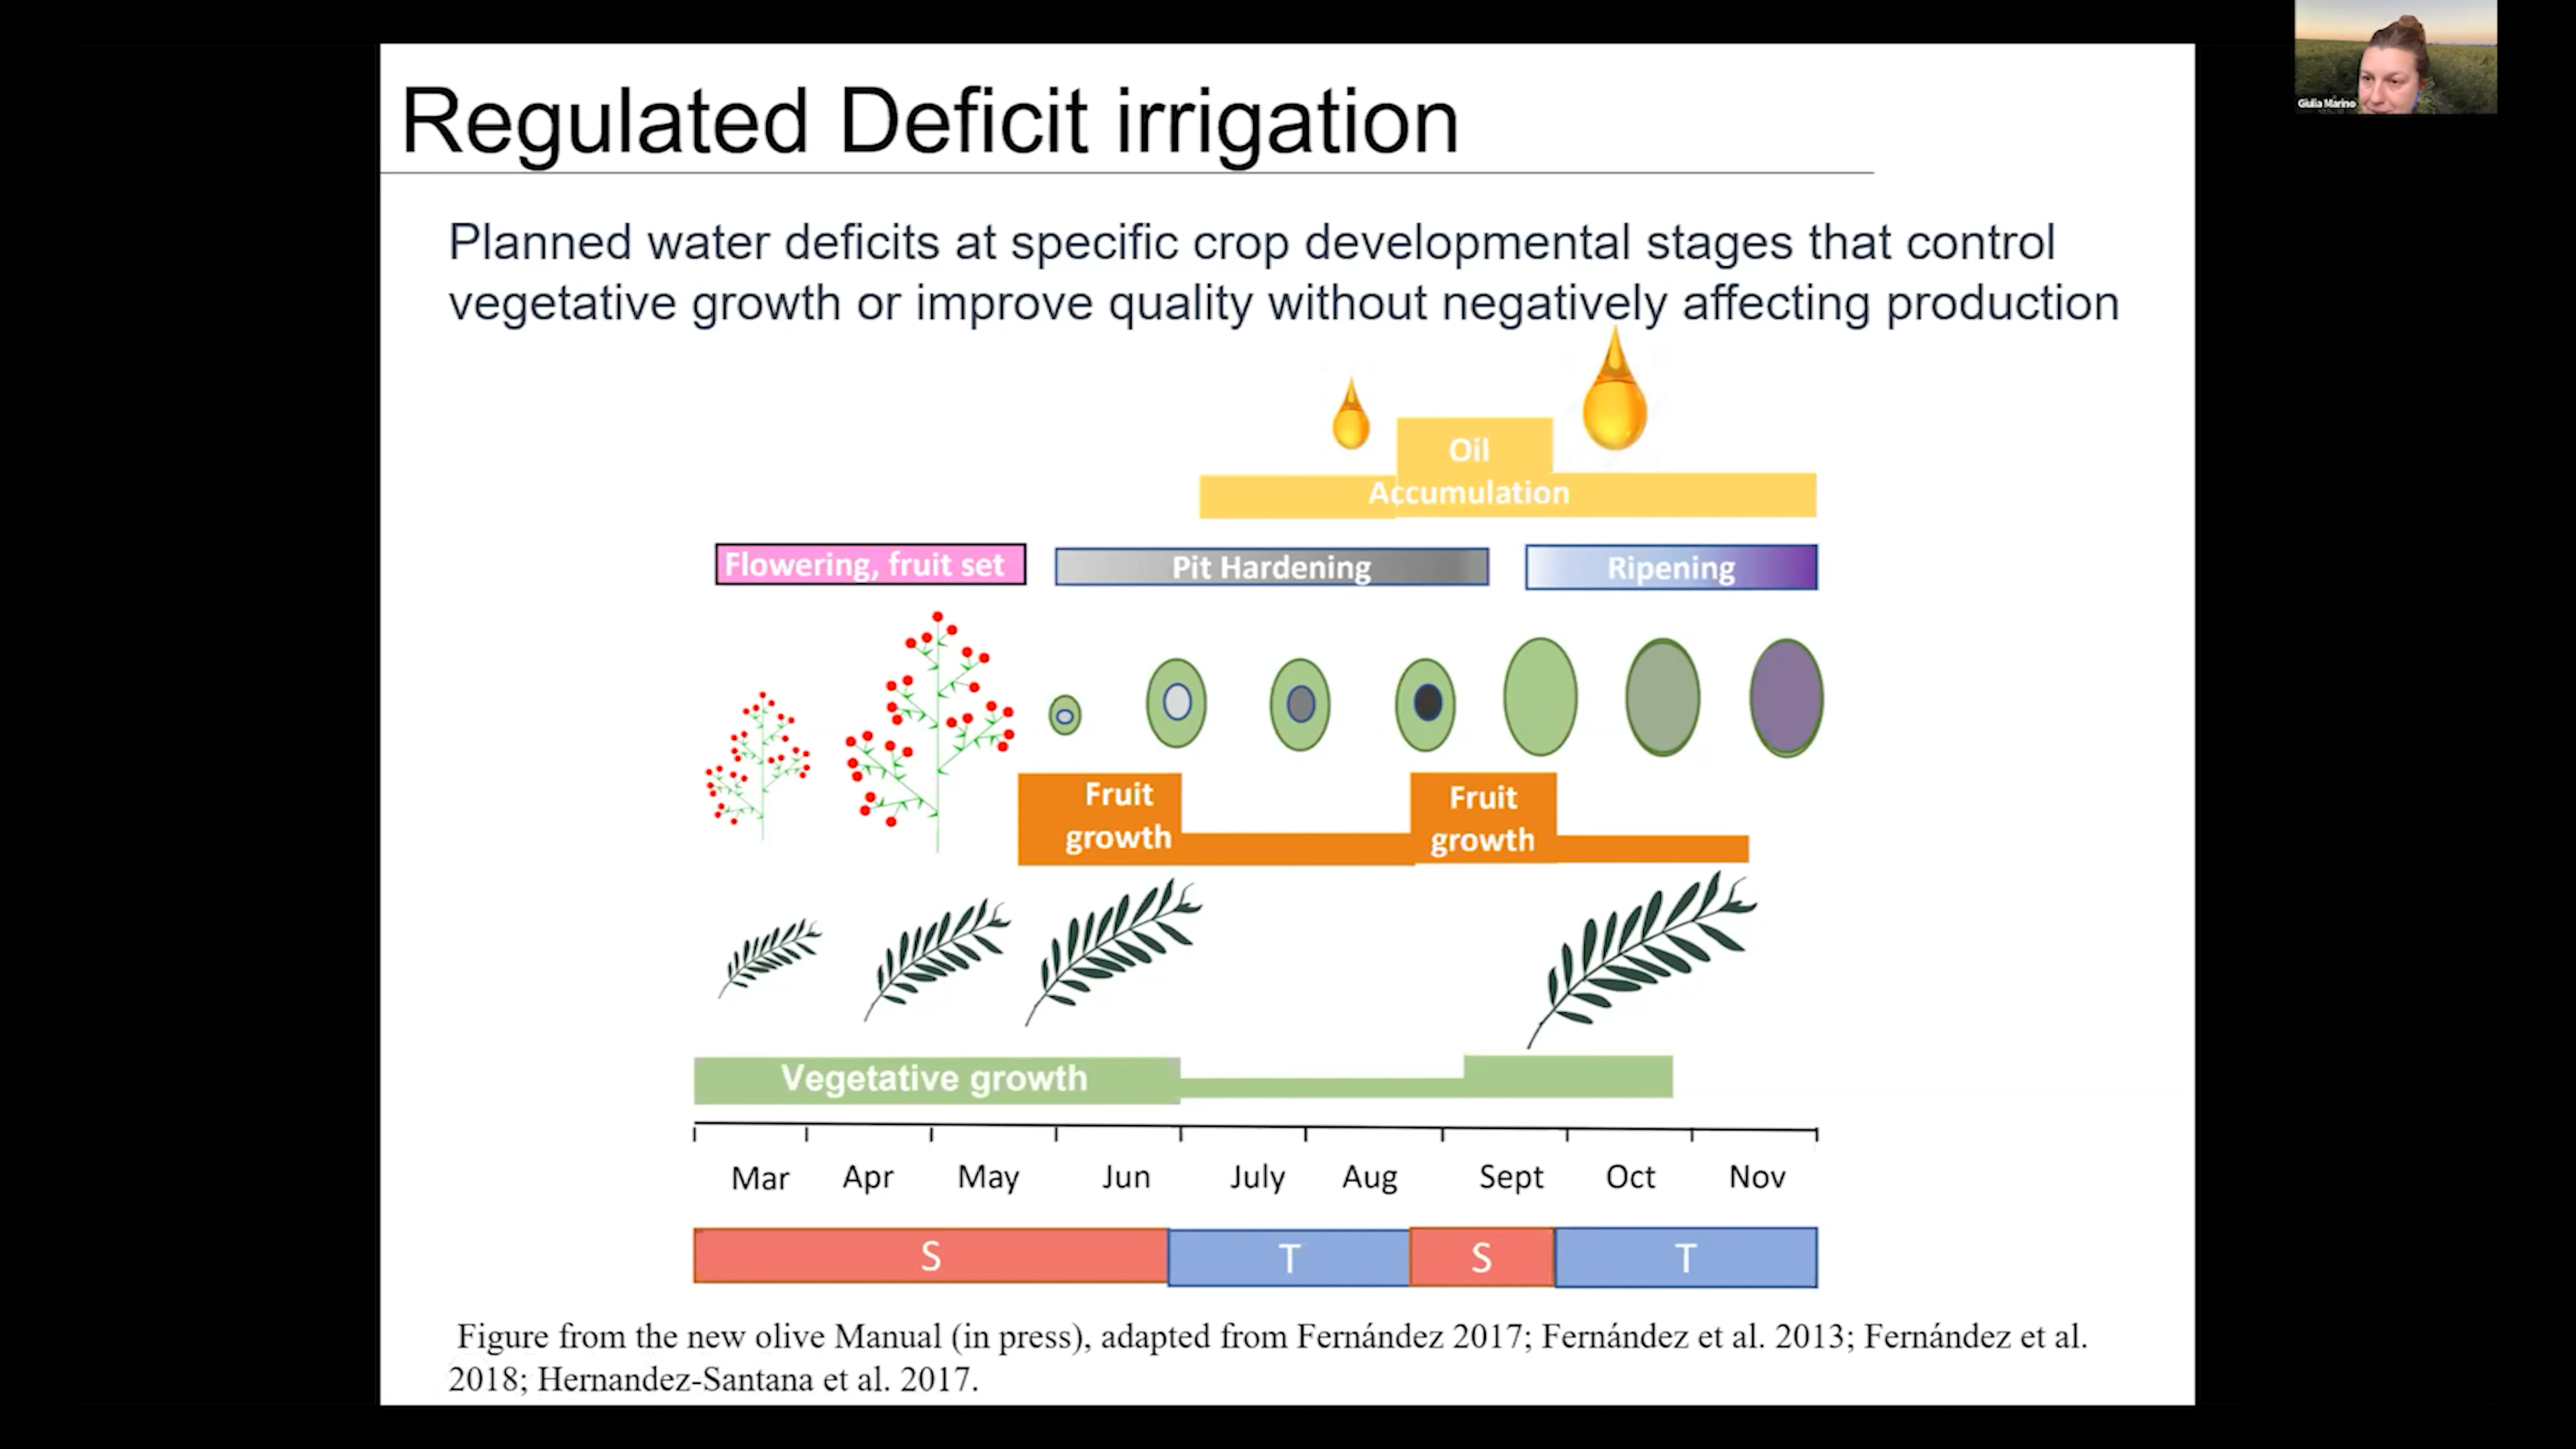 Giulia Marino
Regulated Deficit irrigation
Planned water deficits at specific crop developmental stages that control
vegetative growth or improve quality without negatively affecting production
Oil
Accumulation
Flowering, fruit set
Pit Hardening
Ripening
Fruit
growth
Fruit
growth
Vegetative growth
Mar Apr May Jun July Aug Sept Oct Nov
S T S T
Figure from the new olive Manual (in press), adapted from Fernández 2017; Fernández et al. 2013; Fernández et al.
2018; Hernandez-Santana et al. 2017.